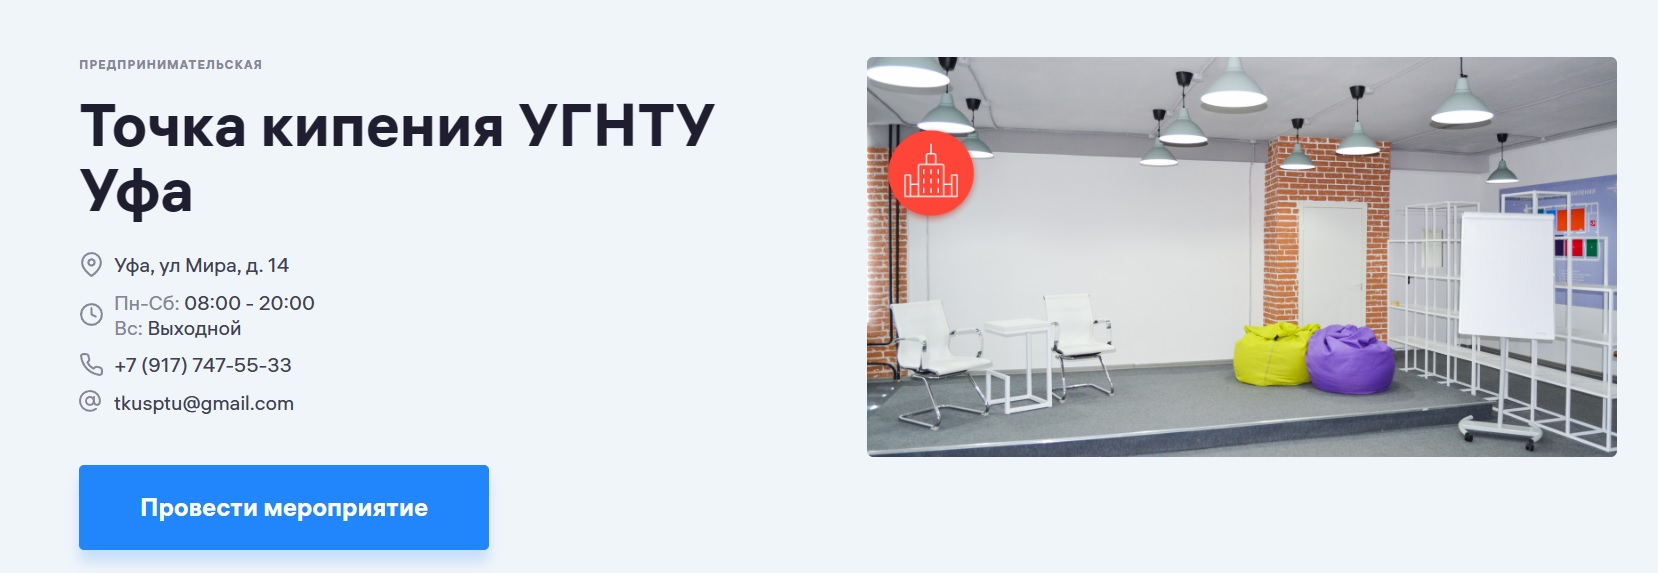 ПРЕДПРИНИМАТЕЛЬСКАЯ
Точка кипения УГНТУ
Уфа
Уфа, ул Мира, д. 14
Пн-Сб: 08:00 - 20:00
Вс: Выходной
+7 (917) 747-55-33
tkusptu@gmail.com
Провести мероприятие